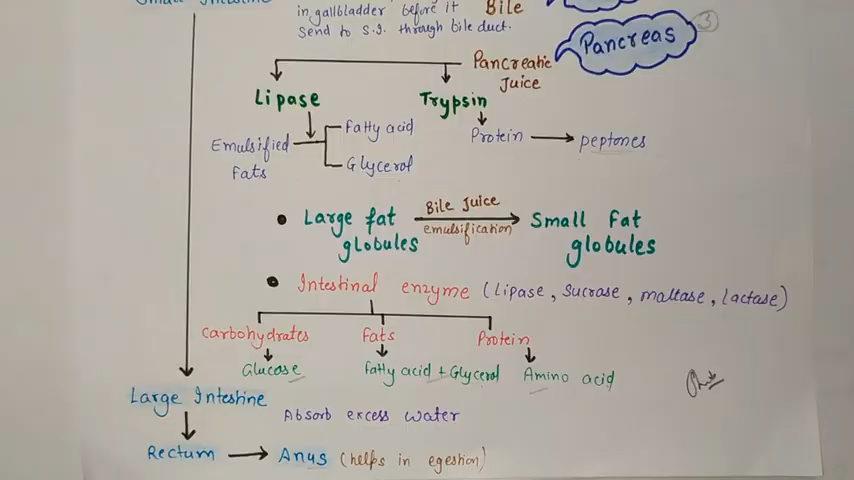 in gallbladder before it Bile
send to S.I. through bile duct.
Pancreas
3
Pancreatic
Juice
Lipase
Trypsin
Emulsified
Fats
Fatty acid
Glycerol
Protein
peptones
Large fat
globules
Bile Juice
emulsification
Small Fat
globules
Intestinal enzyme (Lipase, Sucrase, maltase, lactase)
Carbohydrates Fats Protein
Glucose Fatty acid + Glycerol Amino acid
Large Intestine
Absorb excess water
Rectum Anus (helps in egestion)